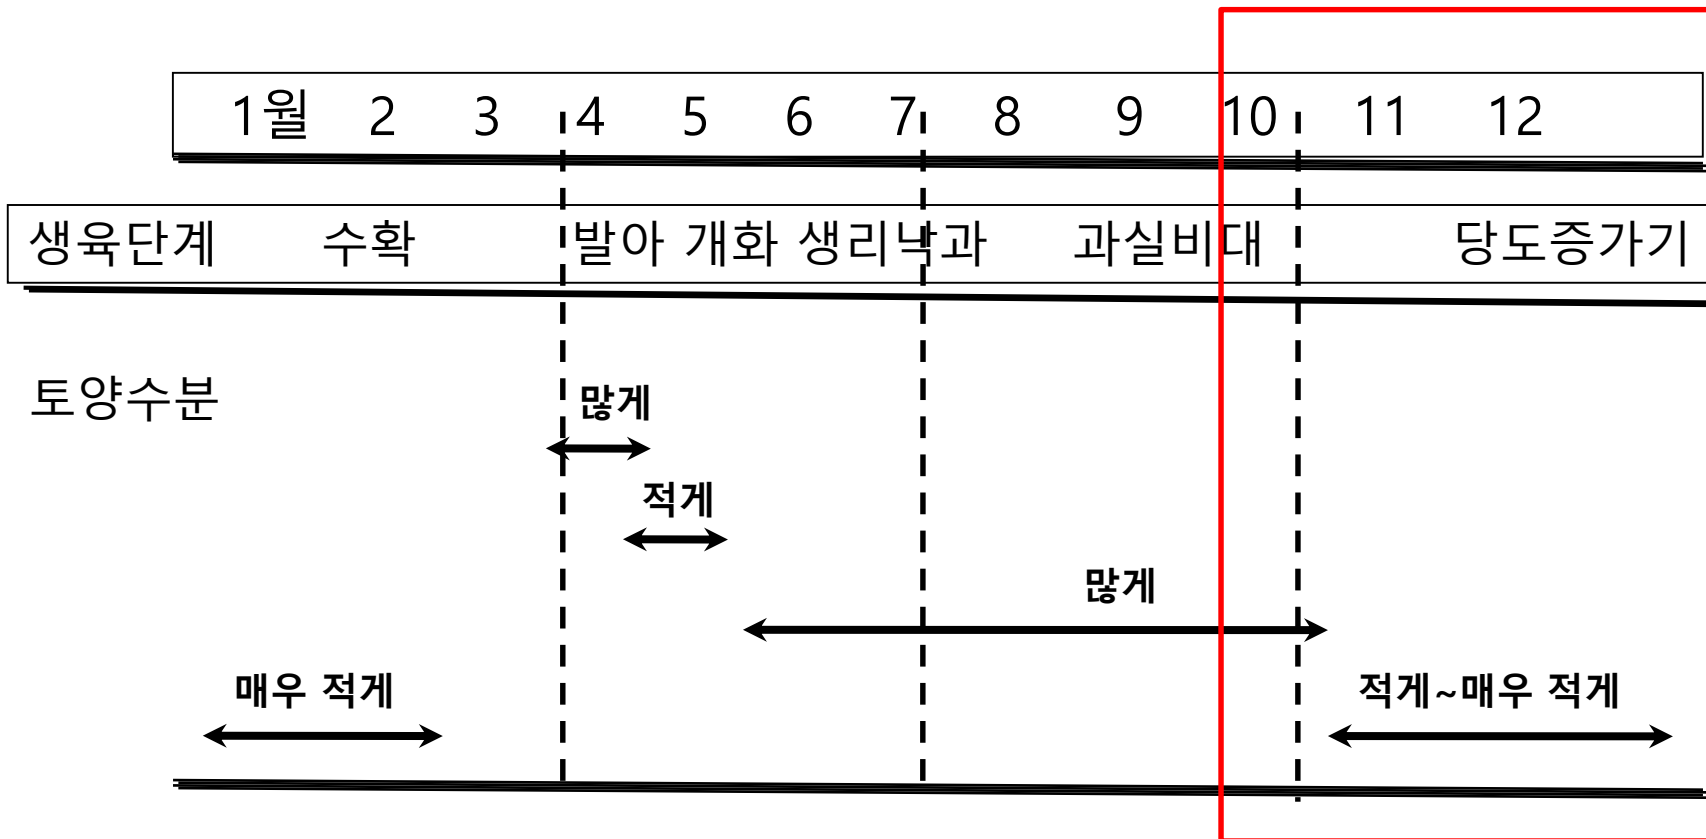 1월 2 3 4 5 6 7 8 9 10 11 12
생육단계 수확 발아 개화 생리낙과 과실비대 당도증가기
토양수분
많게
적게
많게
매우 적게 적게~매우 적게